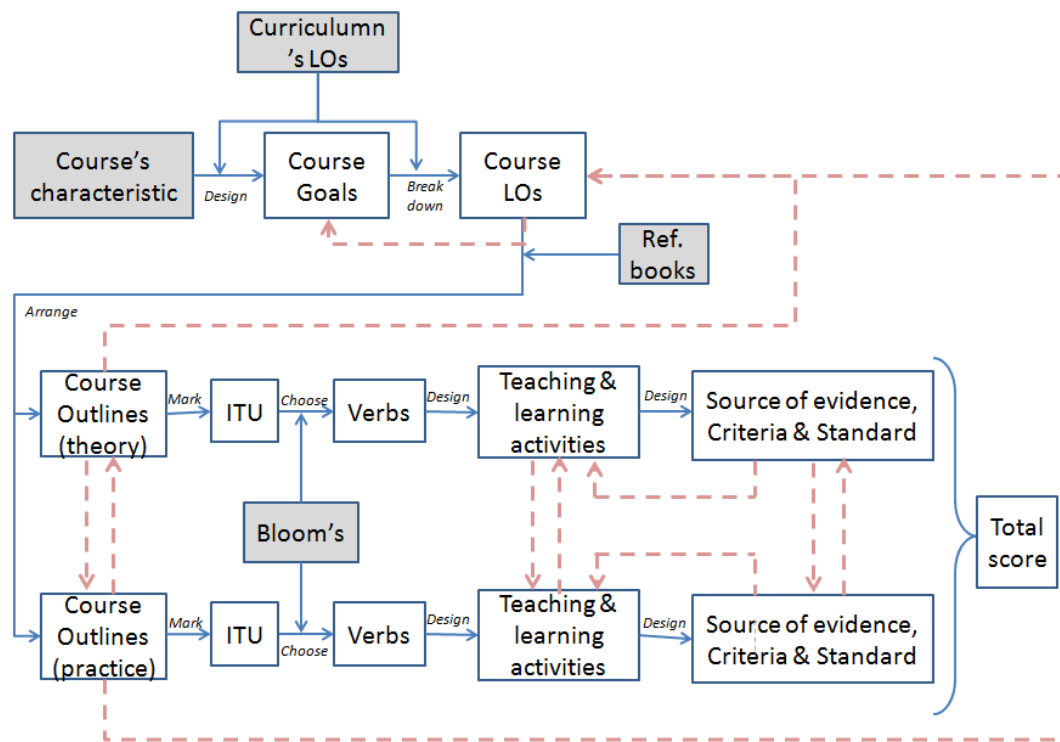 Curriculumn
's LOs
Course's
characteristic
Design
Course
Goals
Break
down
Course
LOs
Ref.
books
Arrange
Course
Outlines
(theory)
Mark
ITU
Choose
Verbs
Design
Teaching &
learning
activities
Design
Source of evidence,
Criteria & Standard
Bloom's
Total
score
Course
Outlines
(practice)
Mark
ITU
Choose
Verbs
Design
Teaching &
learning
activities
Design
Source of evidence,
Criteria & Standard